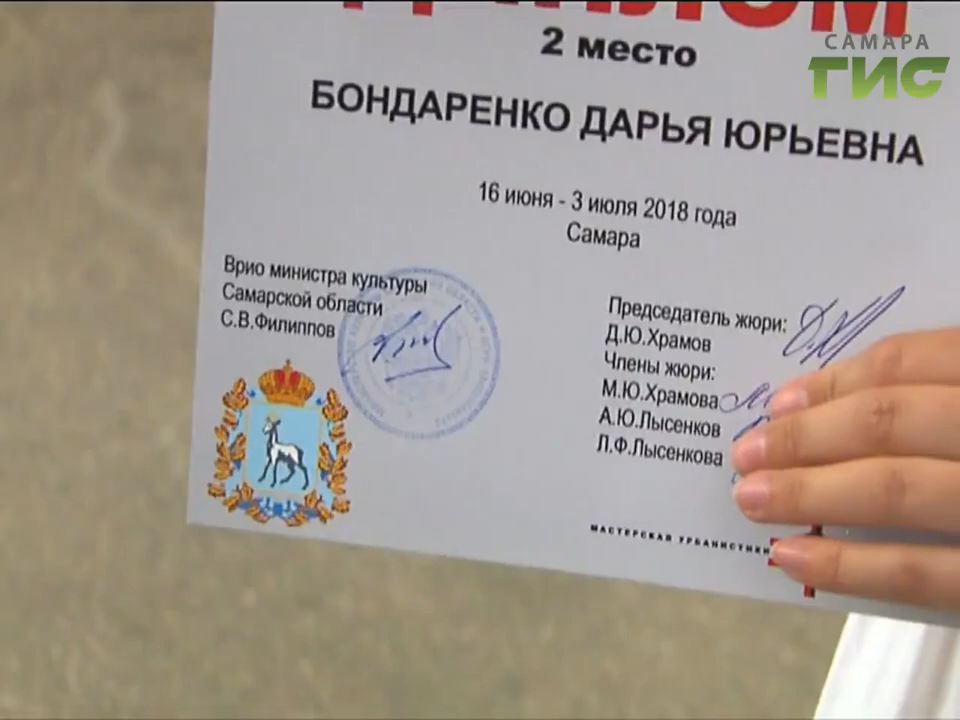 ДИПЛОМ
САМАРА
ГИС
2 место
БОНДАРЕНКО ДАРЬЯ ЮРЬЕВНА
16 июня - 3 июля 2018 года
Самара
Врио министра культуры
Самарской области
С.В.Филиппов
Председатель жюри:
Д.Ю.Храмов
Члены жюри:
М.Ю.Храмова
А.Ю.Лысенков
Л.Ф.Лысенкова
МАСТЕРСКАЯ УРБАНИСТИКИ